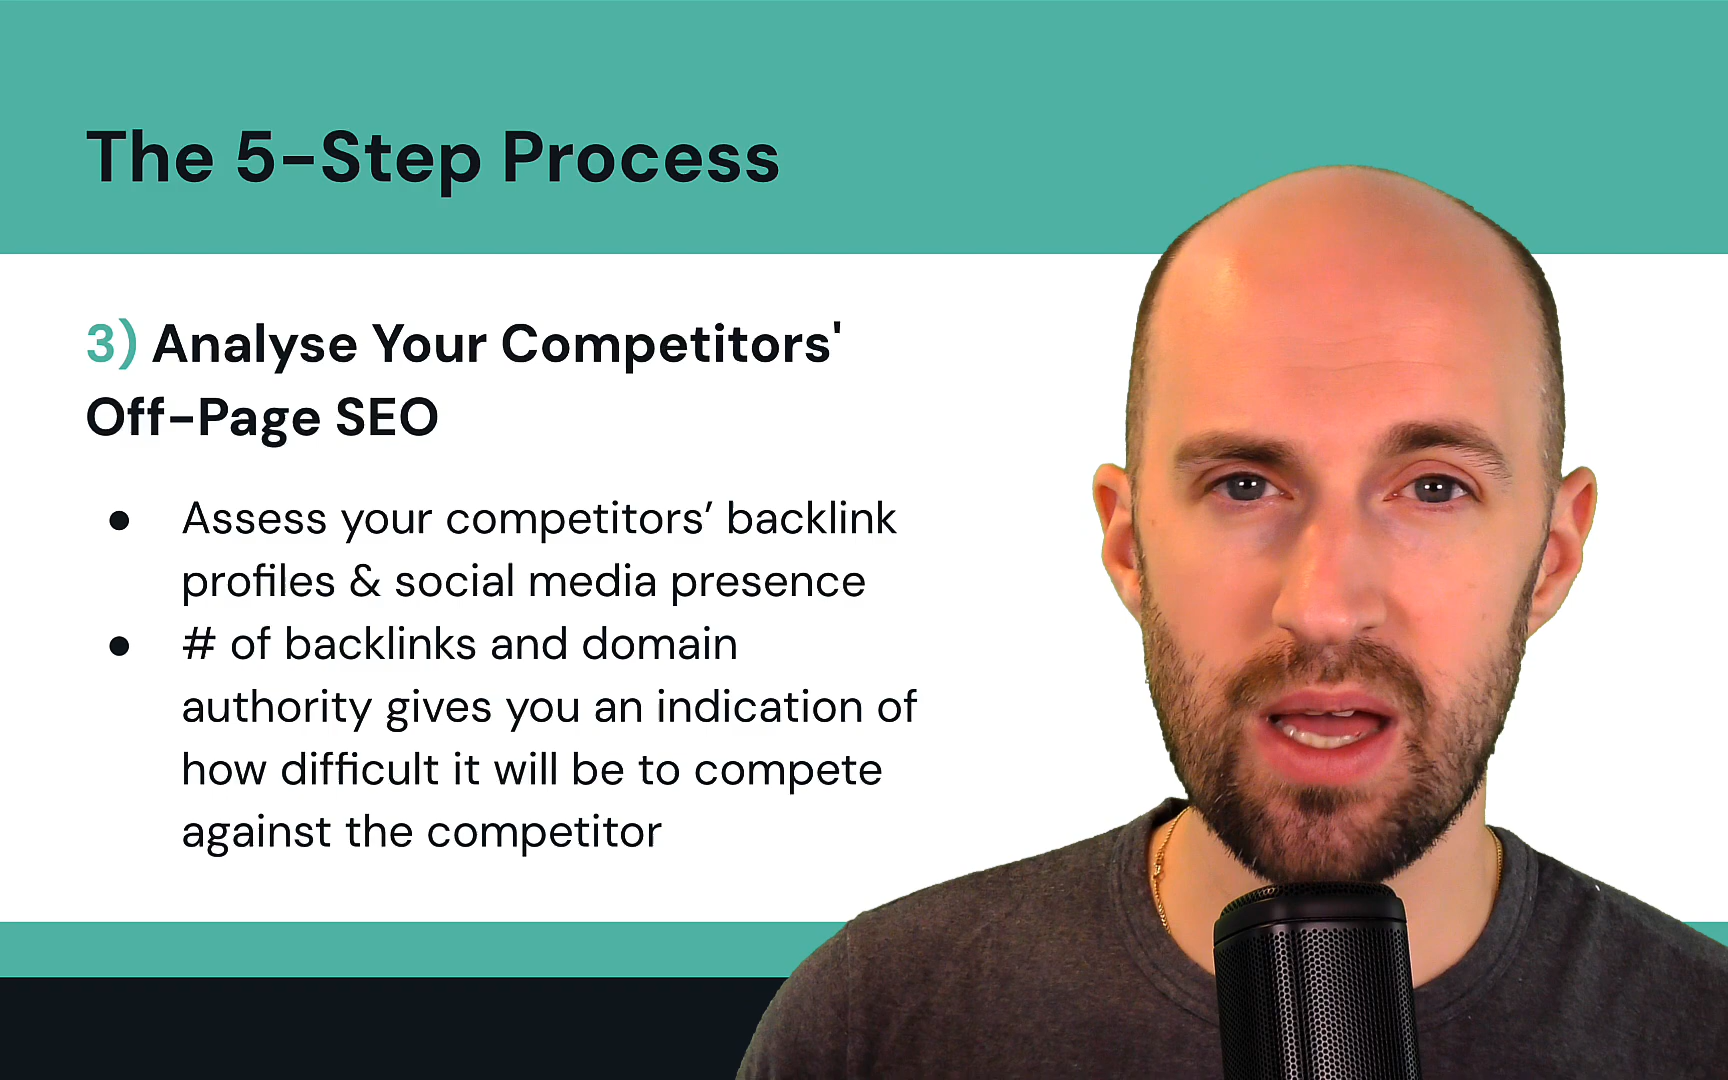 The 5-Step Process
3) Analyse Your Competitors'
Off-Page SEO
● Assess your competitors’ backlink
profiles & social media presence
● # of backlinks and domain
authority gives you an indication of
how difficult it will be to compete
against the competitor